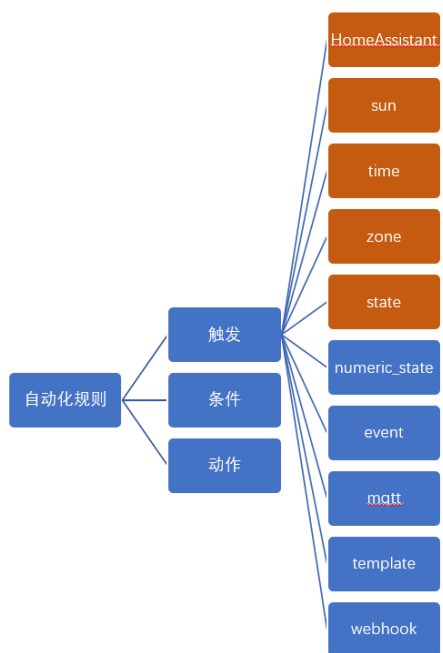 自动化规则
触发
条件
动作
HomeAssistant
sun
time
zone
state
numeric_state
event
mqtt
template
webhook